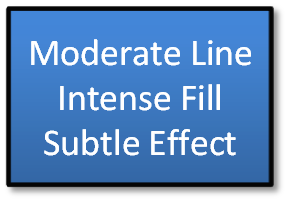 Moderate Line
Intense Fill
Subtle Effect